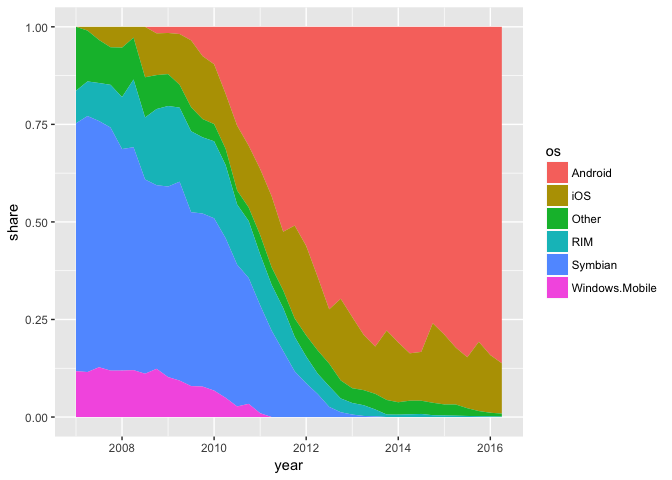 1.00
0.75
0.50
0.25
0.00
share
2008 2010 2012 2014 2016
year
os
Android
iOS
Other
RIM
Symbian
Windows.Mobile